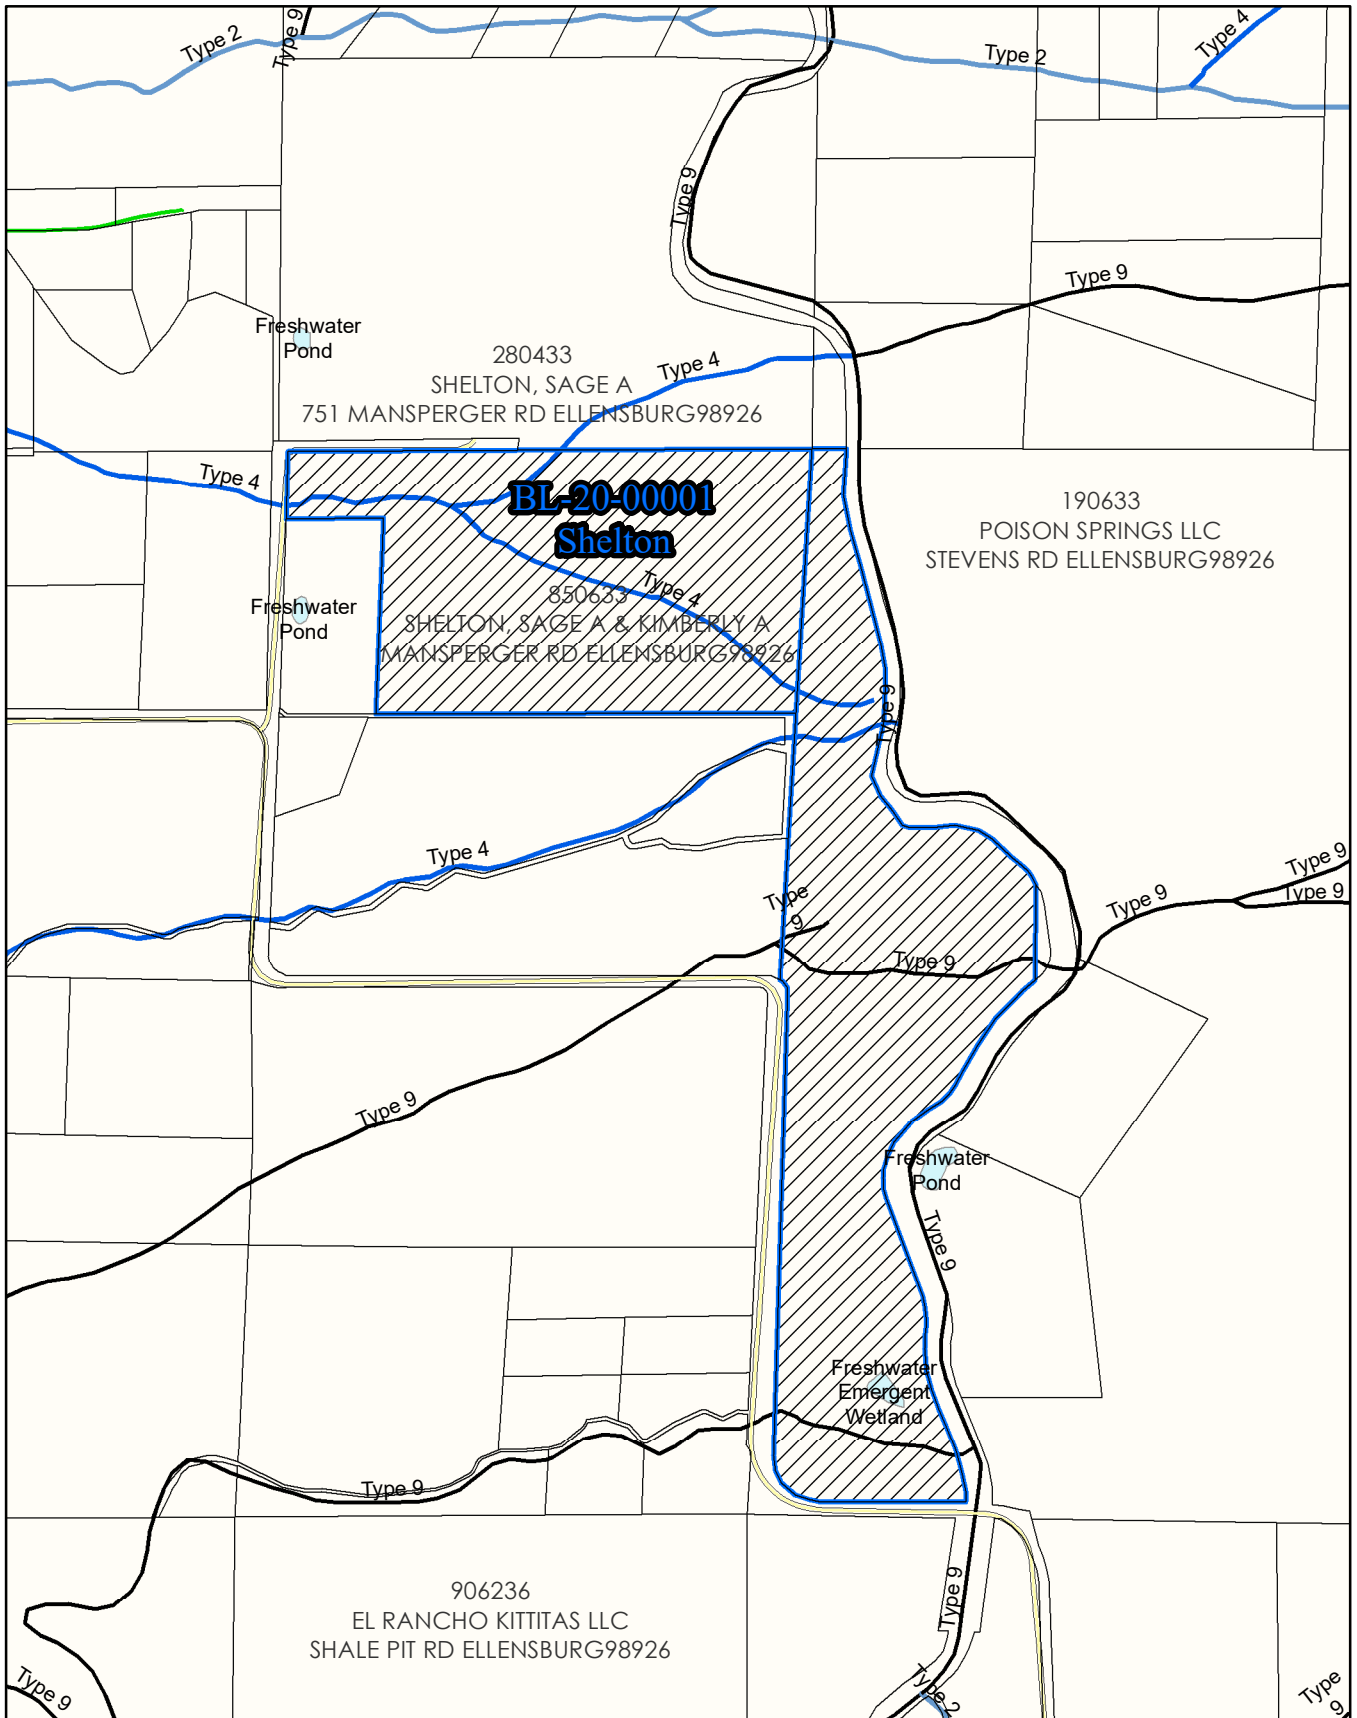 Type 2
Type 9
Type 2
Type 4
Type 9
Type 9
Freshwater
Pond
280433
SHELTON, SAGE A
751 MANSPERGER RD ELLENSBURG98926
Type 4
Type 4
BL-20-00001
Shelton
190633
POISON SPRINGS LLC
STEVENS RD ELLENSBURG98926
Freshwater
Pond
Type 4
850633
SHELTON, SAGE A & KIMBERLY A
MANSPERGER RD ELLENSBURG98926
Type 9
Type 4
Type
9
Type 9
Type 9
Type 9
Type 9
Type 9
Freshwater
Pond
Type 9
Freshwater
Emergent
Wetland
Type 9
906236
EL RANCHO KITTITAS LLC
SHALE PIT RD ELLENSBURG98926
Type 9
Type 9
Type 2
Type
9